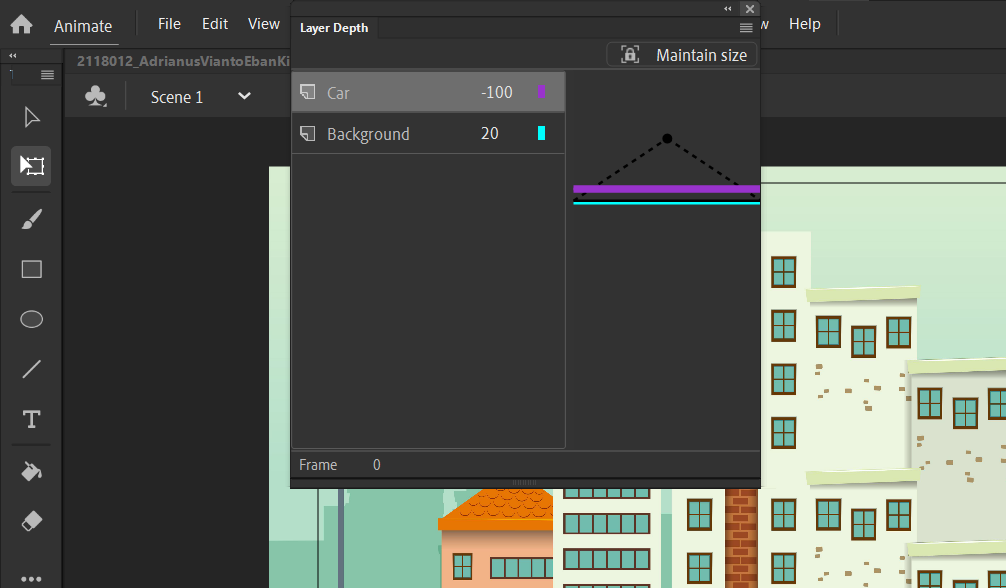 Animate File Edit View w Help
Layer Depth
2118012_AdrianusViantoEbanKi
Maintain size
Scene 1
Car -100
Background 20
Frame 0